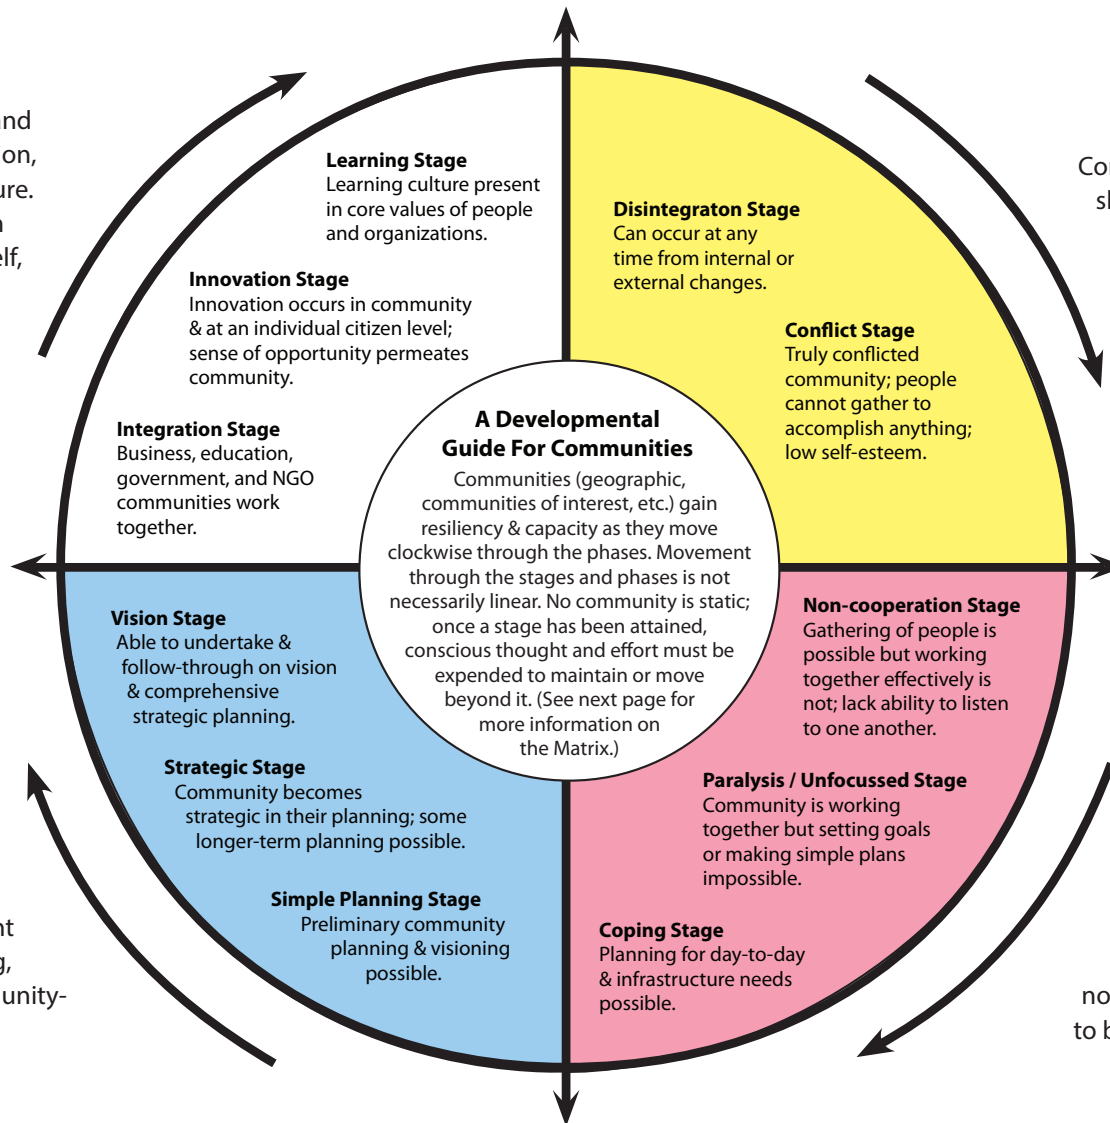 Learning Stage
Learning culture present
in core values of people
and organizations.
Innovation Stage
Innovation occurs in community
& at an individual citizen level;
sense of opportunity permeates
community.
Integration Stage
Business, education,
government, and NGO
communities work
together.
Disintegraton Stage
Can occur at any
time from internal or
external changes.
Conflict Stage
Truly conflicted
community; people
cannot gather to
accomplish anything;
low self-esteem.
A Developmental
Guide For Communities
Communities (geographic,
communities of interest, etc.) gain
resiliency & capacity as they move
clockwise through the phases. Movement
through the stages and phases is not
necessarily linear. No community is static;
once a stage has been attained,
conscious thought and effort must be
expended to maintain or move
beyond it. (See next page for
more information on
the Matrix.)
Non-cooperation Stage
Gathering of people is
possible but working
together effectively is
not; lack ability to listen
to one another.
Paralysis / Unfocussed Stage
Community is working
together but setting goals
or making simple plans
impossible.
Coping Stage
Planning for day-to-day
& infrastructure needs
possible.
Vision Stage
Able to undertake &
follow-through on vision
& comprehensive
strategic planning.
Strategic Stage
Community becomes
strategic in their planning; some
longer-term planning possible.
Simple Planning Stage
Preliminary community
planning & visioning
possible.
to